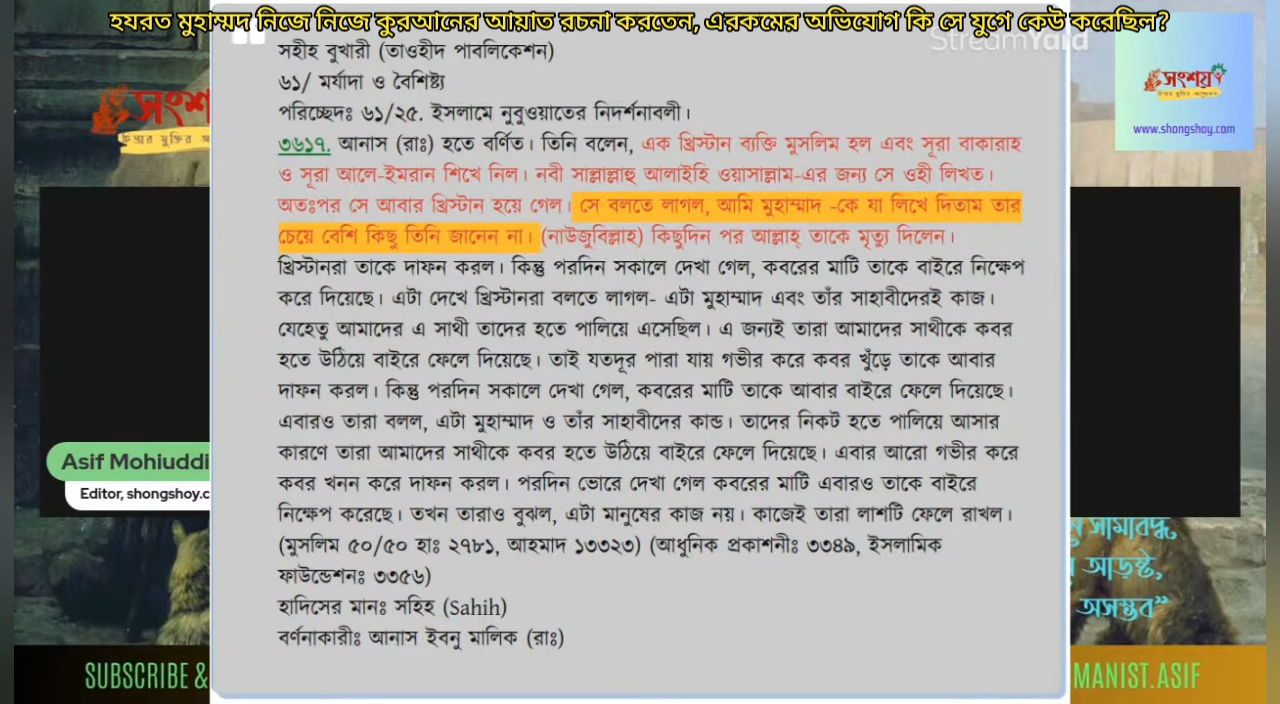 হযরত মুহাম্মদ নিজে নিজে কুরআনের আয়াত রচনা করতেন, এরকমের অভিযোগ কি সে যুগে কেউ করেছিল?
StreamYard
সহীহ বুখারী (তাওহীদ পাবলিকেশন)
৬১/ মর্যাদা ও বৈশিষ্ট্য
পরিচ্ছেদঃ ৬১/২৫. ইসলামে নুবুওয়াতের নিদর্শনাবলী।
৩৬১৭. আনাস (রাঃ) হতে বর্ণিত। তিনি বলেন, এক খ্রিস্টান ব্যক্তি মুসলিম হল এবং সূরা বাকারাহ
ও সূরা আলে-ইমরান শিখে নিল। নবী সাল্লাল্লাহু আলাইহি ওয়াসাল্লাম-এর জন্য সে ওহী লিখত।
অতঃপর সে আবার খ্রিস্টান হয়ে গেল। সে বলতে লাগল, আমি মুহাম্মাদ -কে যা লিখে দিতাম তার
চেয়ে বেশি কিছু তিনি জানেন না। (নাউজুবিল্লাহ) কিছুদিন পর আল্লাহ্ তাকে মৃত্যু দিলেন।
খ্রিস্টানরা তাকে দাফন করল। কিন্তু পরদিন সকালে দেখা গেল, কবরের মাটি তাকে বাইরে নিক্ষেপ
করে দিয়েছে। এটা দেখে খ্রিস্টানরা বলতে লাগল- এটা মুহাম্মাদ এবং তাঁর সাহাবীদেরই কাজ।
যেহেতু আমাদের এ সাথী তাদের হতে পালিয়ে এসেছিল। এ জন্যই তারা আমাদের সাথীকে কবর
হতে উঠিয়ে বাইরে ফেলে দিয়েছে। তাই যতদূর পারা যায় গভীর করে কবর খুঁড়ে তাকে আবার
দাফন করল। কিন্তু পরদিন সকালে দেখা গেল, কবরের মাটি তাকে আবার বাইরে ফেলে দিয়েছে।
এবারও তারা বলল, এটা মুহাম্মাদ ও তাঁর সাহাবীদের কান্ড। তাদের নিকট হতে পালিয়ে আসার
কারণে তারা আমাদের সাথীকে কবর হতে উঠিয়ে বাইরে ফেলে দিয়েছে। এবার আরো গভীর করে
কবর খনন করে দাফন করল। পরদিন ভোরে দেখা গেল কবরের মাটি এবারও তাকে বাইরে
নিক্ষেপ করেছে। তখন তারাও বুঝল, এটা মানুষের কাজ নয়। কাজেই তারা লাশটি ফেলে রাখল।
(মুসলিম ৫০/৫০ হাঃ ২৭৮১, আহমাদ ১৩৩২৩) (আধুনিক প্রকাশনীঃ ৩৩৪৯, ইসলামিক
ফাউন্ডেশনঃ ৩৩৫৬)
হাদিসের মানঃ সহিহ (Sahih)
বর্ণনাকারীঃ আনাস ইবনু মালিক (রাঃ)
সংশয়
www.shongshoy.com
Asif Mohiuddi
Editor, shongshoy.c
সীমাবদ্ধ,
আড়ষ্ট,
অসম্ভব”
SUBSCRIBE &
MANIST.ASIF